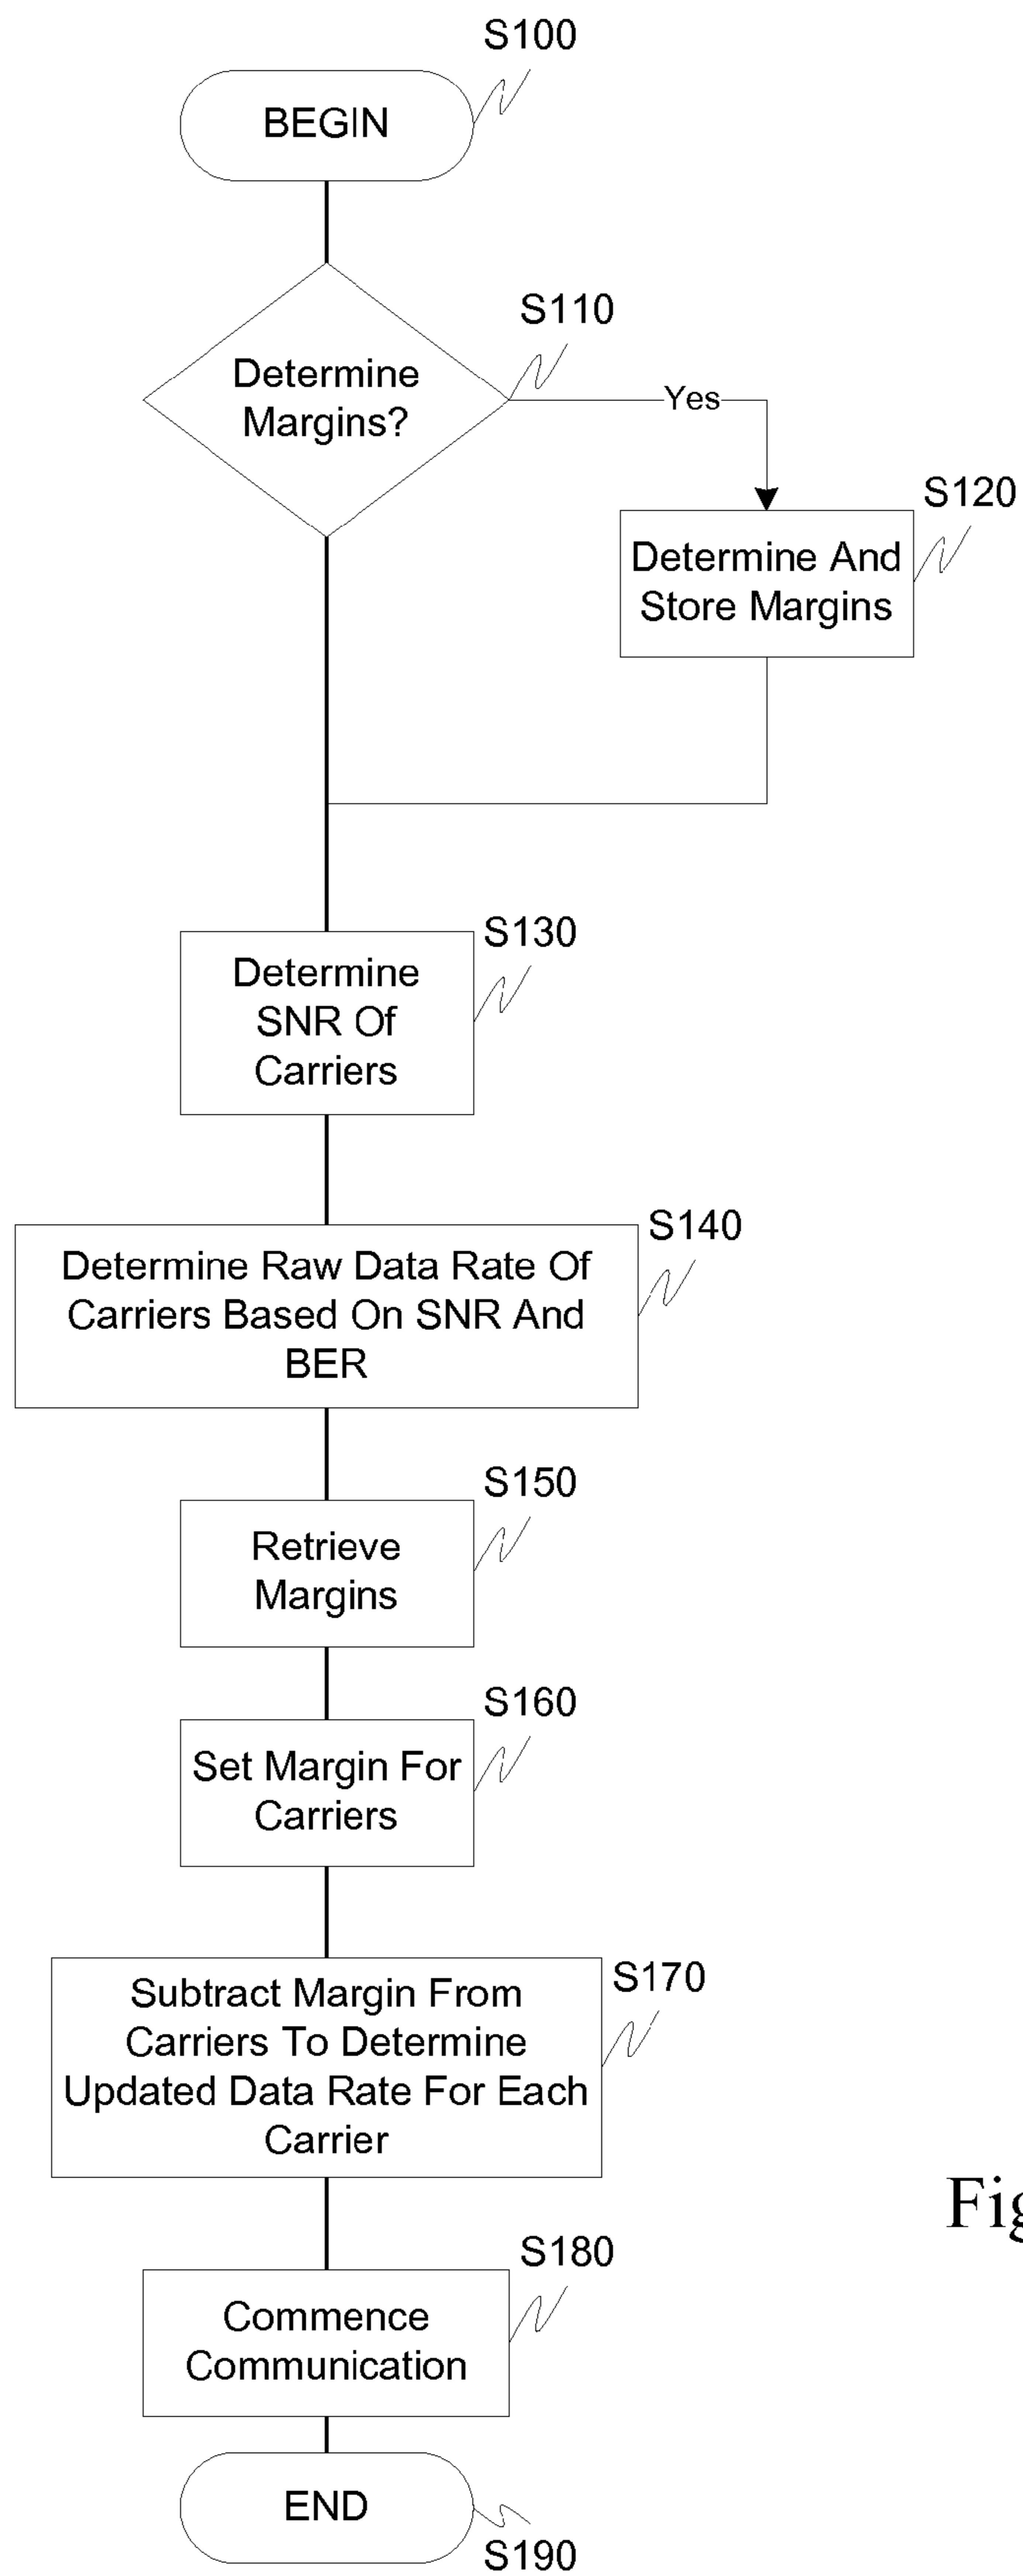 S100
BEGIN
S110
Determine
Margins?
Yes
S120
Determine And
Store Margins
S130
Determine
SNR Of
Carriers
S140
Determine Raw Data Rate Of
Carriers Based On SNR And
BER
S150
Retrieve
Margins
S160
Set Margin For
Carriers
S170
Subtract Margin From
Carriers To Determine
Updated Data Rate For Each
Carrier
S180
Commence
Communication
END
S190